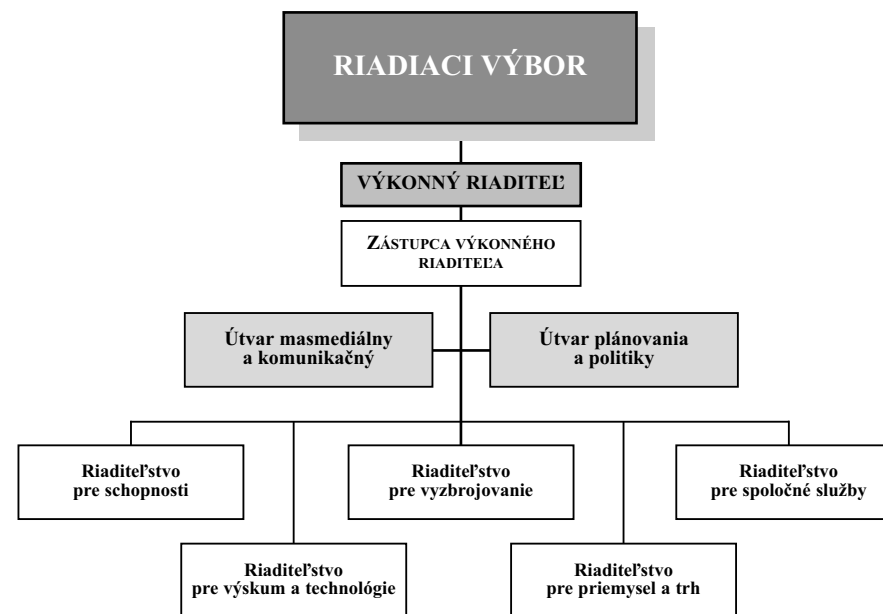 RIADIACI VÝBOR
VÝKONNÝ RIADITEĽ
ZÁSTUPCA VÝKONNÉHO
RIADITEĽA
Útvar masmediálny
a komunikačný
Útvar plánovania
a politiky
Riaditeľstvo
pre schopnosti
Riaditeľstvo
pre vyzbrojovanie
Riaditeľstvo
pre spoločné služby
Riaditeľstvo
pre výskum a technológie
Riaditeľstvo
pre priemysel a trh